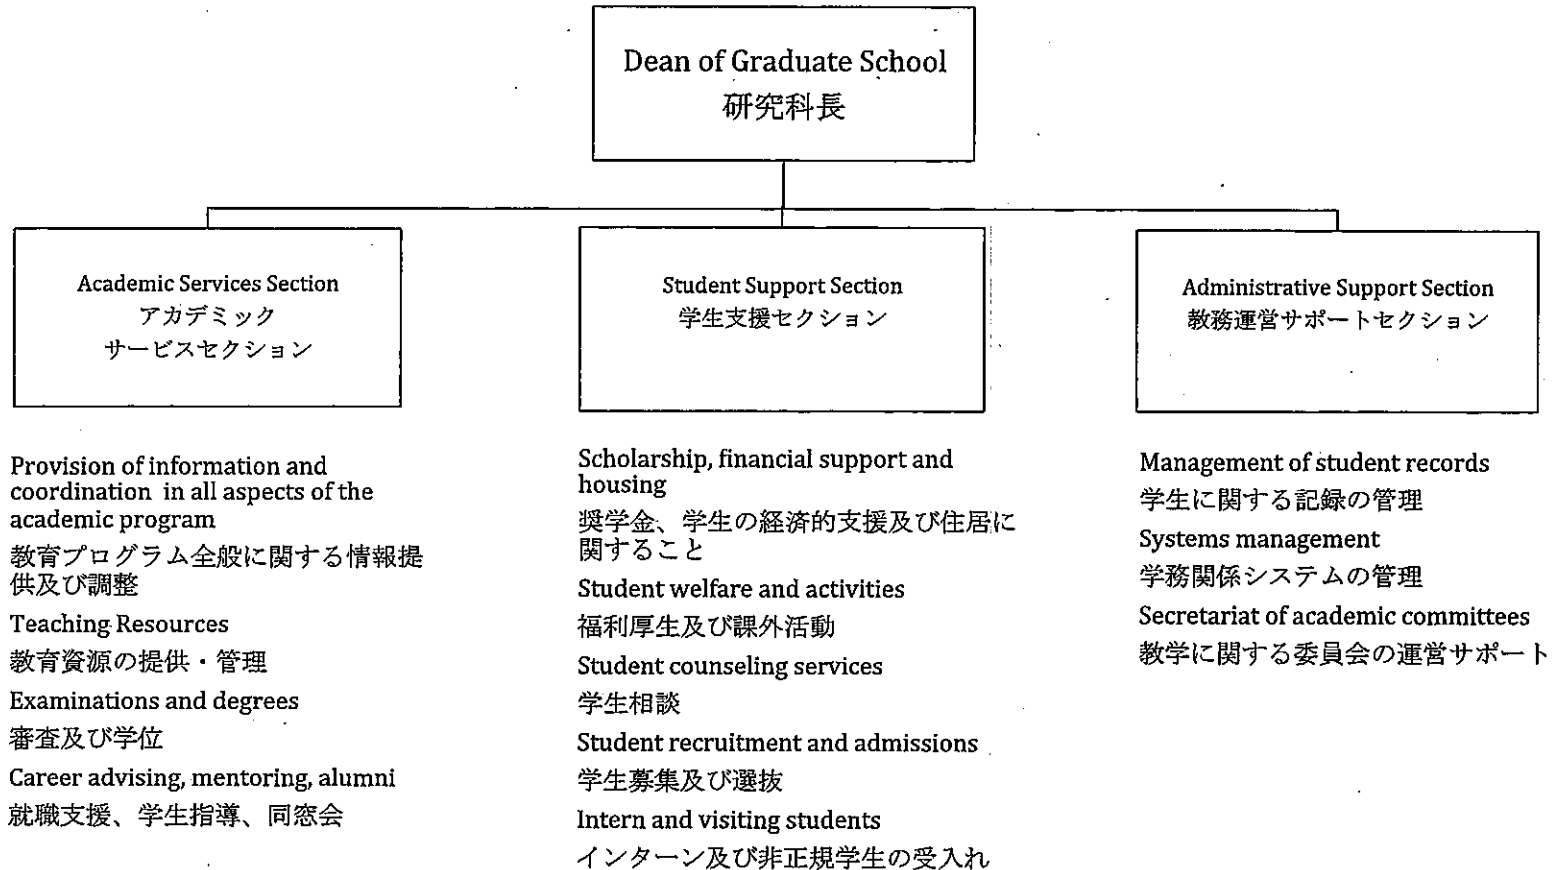 Dean of Graduate School
研究科長
Academic Services Section
アカデミック
サービスセクション
Student Support Section
学生支援セクション
Administrative Support Section
教務運営サポートセクション
Provision of information and
coordination in all aspects of the
academic program
教育プログラム全般に関する情報提
供及び調整
Teaching Resources
教育資源の提供・管理
Examinations and degrees
審査及び学位
Career advising, mentoring, alumni
就職支援、学生指導、同窓会
Scholarship, financial support and
housing
奨学金、学生の経済的支援及び住居に
関すること
Student welfare and activities
福利厚生及び課外活動
Student counseling services
学生相談
Student recruitment and admissions
学生募集及び選抜
Intern and visiting students
インターン及び非正規学生の受入れ
Management of student records
学生に関する記録の管理
Systems management
学務関係システムの管理
Secretariat of academic committees
教学に関する委員会の運営サポート